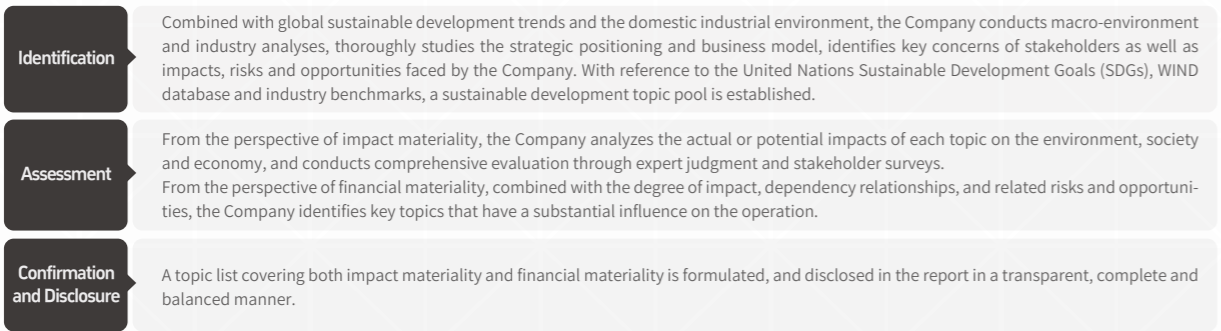 Identification
Combined with global sustainable development trends and the domestic industrial environment, the Company conducts macro-environment
and industry analyses, thoroughly studies the strategic positioning and business model, identifies key concerns of stakeholders as well as
impacts, risks and opportunities faced by the Company. With reference to the United Nations Sustainable Development Goals (SDGs), WIND
database and industry benchmarks, a sustainable development topic pool is established.
Assessment
From the perspective of impact materiality, the Company analyzes the actual or potential impacts of each topic on the environment, society
and economy, and conducts comprehensive evaluation through expert judgment and stakeholder surveys.
From the perspective of financial materiality, combined with the degree of impact, dependency relationships, and related risks and opportuni-
ties, the Company identifies key topics that have a substantial influence on the operation.
Confirmation
and Disclosure
A topic list covering both impact materiality and financial materiality is formulated, and disclosed in the report in a transparent, complete and
balanced manner.